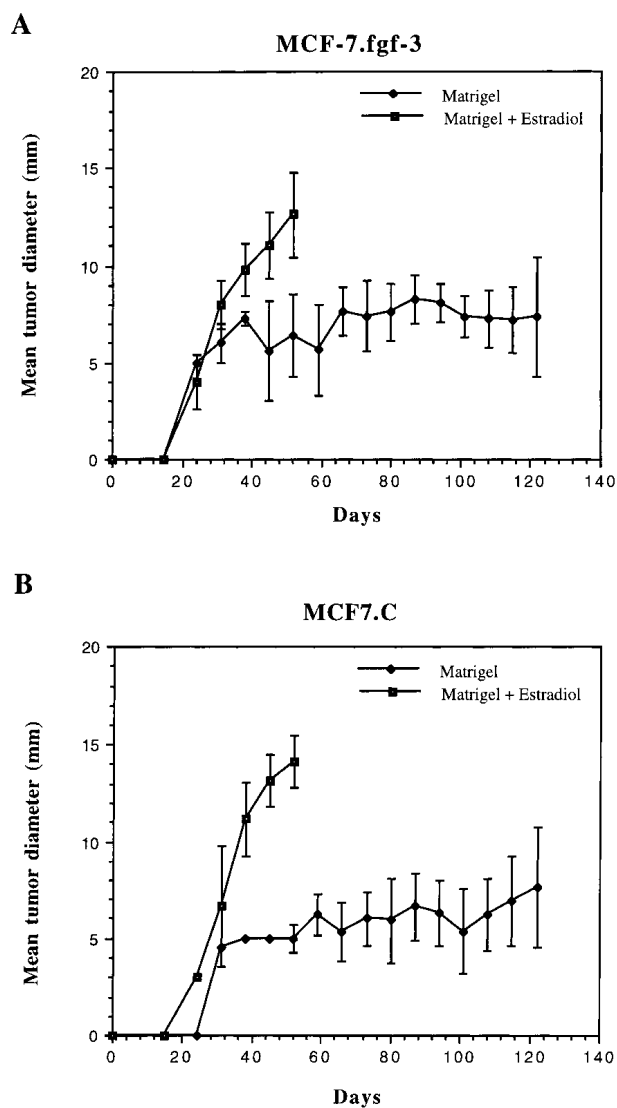 A
MCF-7.fgf-3
Matrigel
Matrigel + Estradiol
Mean tumor diameter (mm)
20
15
10
5
0
0 20 40 60 80 100 120 140
Days
B
MCF7.C
Matrigel
Matrigel + Estradiol
Mean tumor diameter (mm)
20
15
10
5
0
0 20 40 60 80 100 120 140
Days